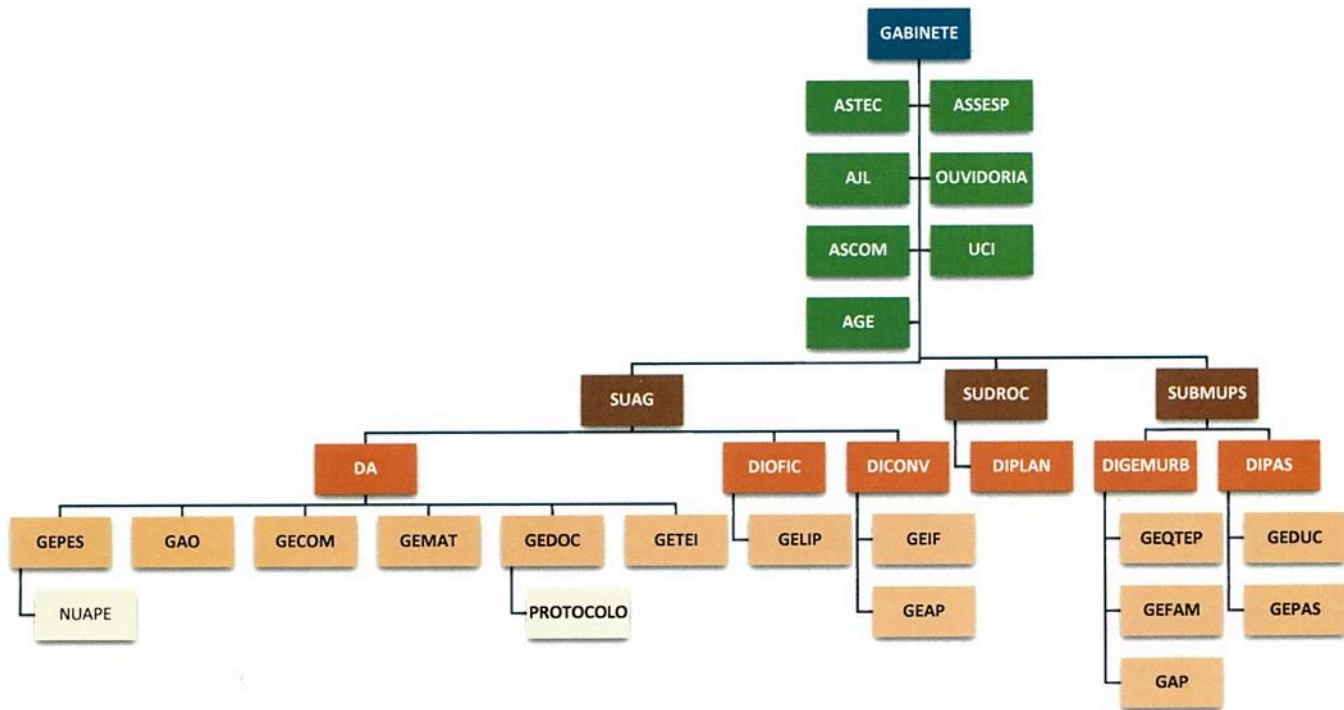 GABINETE
ASTEC
ASSESP
AJL
OUVIDORIA
ASCOM
UCI
AGE
SUAG
SUDROC
SUBMUPS
DA
DIOFIC
DICONV
DIPLAN
DIGEMURB
DIPAS
GEPES
GAO
GECOM
GEMAT
GEDOC
GETEI
GELIP
GEIF
GEQTEP
GEDUC
NUAPE
PROTOCOLO
GEAP
GEFAM
GEPAS
GAP